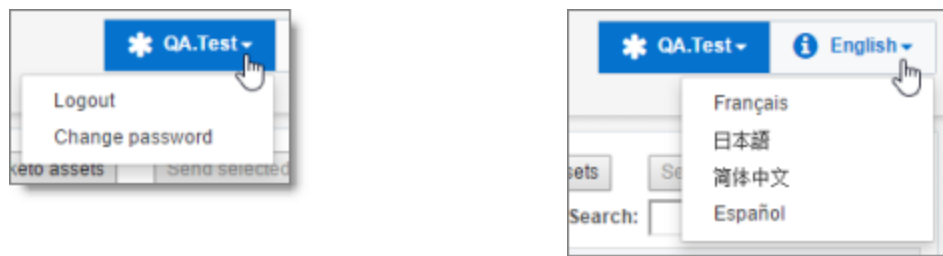 QA.Test
Logout
Change password
keto assets
Send selected
QA.Test
English
Français
日本語
简体中文
Español
sets
Se
Search: